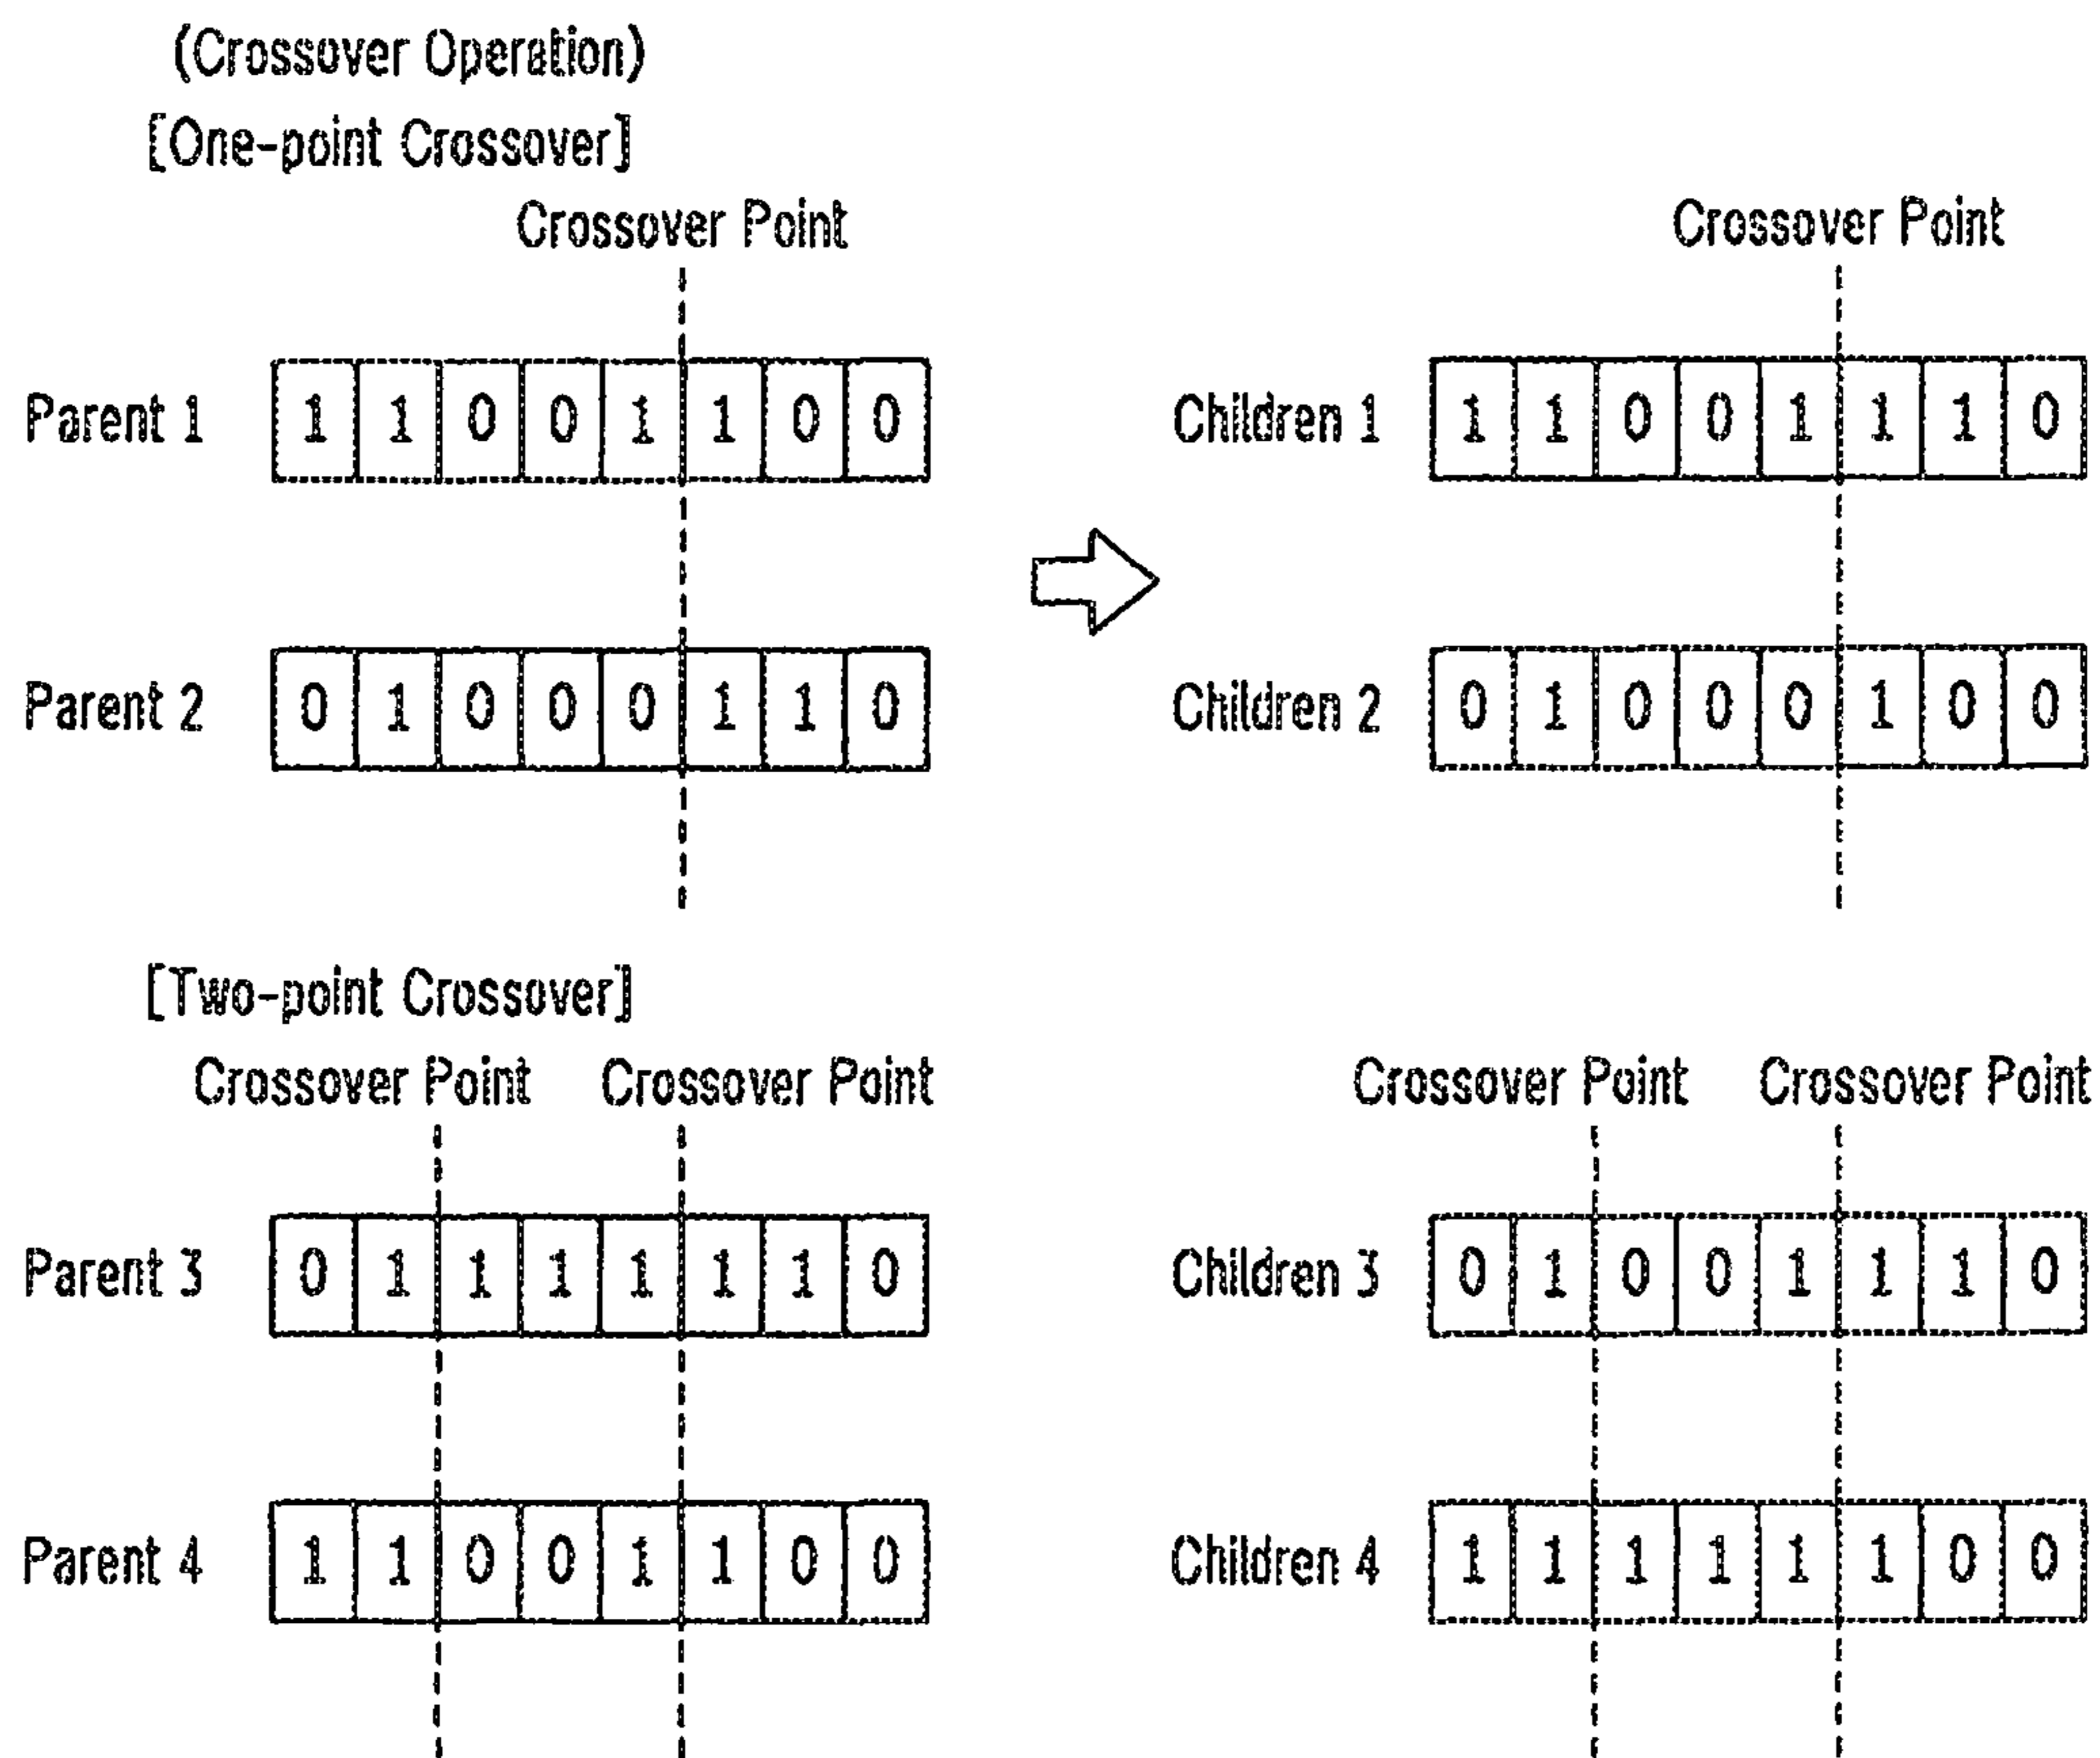 (Crossover Operation)
[One-point Crossover]
Crossover Point Crossover Point
Parent 1 1 1 0 0 1 1 0 0 Children 1 1 1 0 0 1 1 1 0
Parent 2 0 1 0 0 0 1 1 0 Children 2 0 1 0 0 0 1 0 0
[Two-point Crossover]
Crossover Point Crossover Point Crossover Point Crossover Point
Parent 3 0 1 1 1 1 1 1 0 Children 3 0 1 0 0 1 1 1 0
Parent 4 1 1 0 0 1 1 0 0 Children 4 1 1 1 1 1 1 0 0